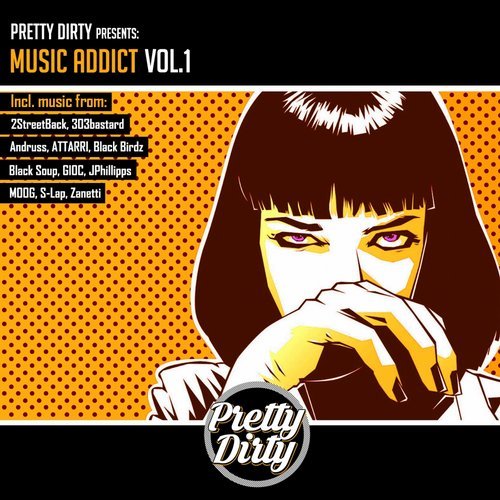 PRETTY DIRTY PRESENTS:
MUSIC ADDICT VOL.1
Incl. music from:
2StreetBack, 303bastard
Andruss, ATTARRI, Black Birdz
Black Soup, GIOC, JPhillipps
MOOG, S-Lap, Zanetti
Pretty
Dirty